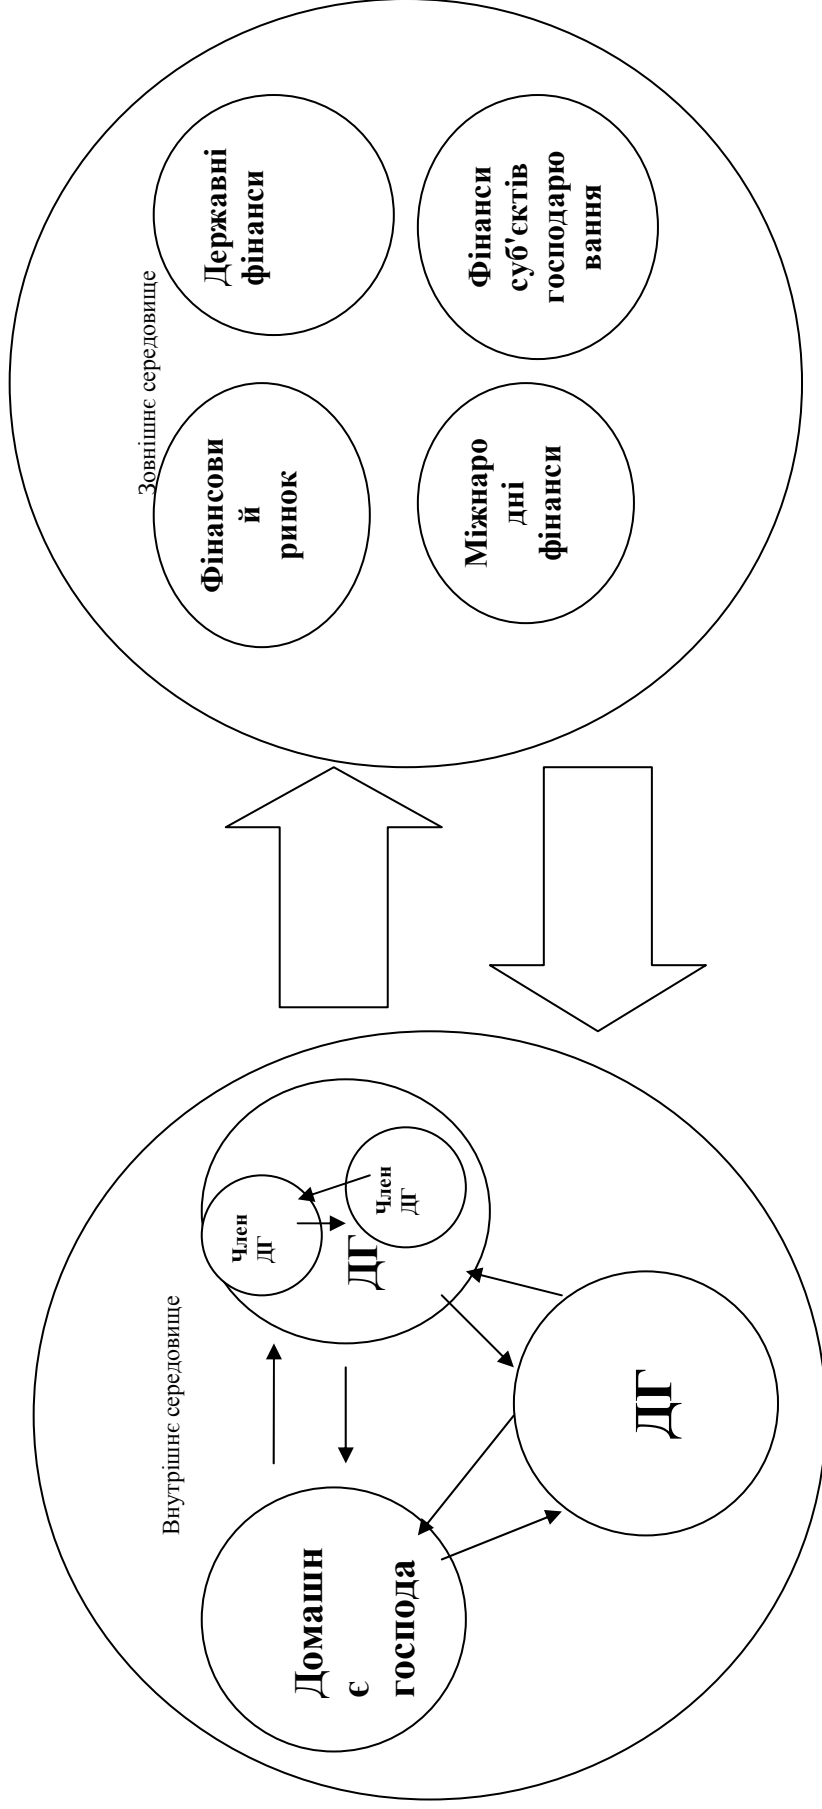 Внутрішнє середовище
Домашн
є
господа
Член
ДГ
ДГ
Член
ДГ
ДГ
Зовнішнє середовище
Фінансови
й
ринок
Державні
фінанси
Міжнаро
дні
фінанси
Фінанси
суб'єктів
господарю
вання